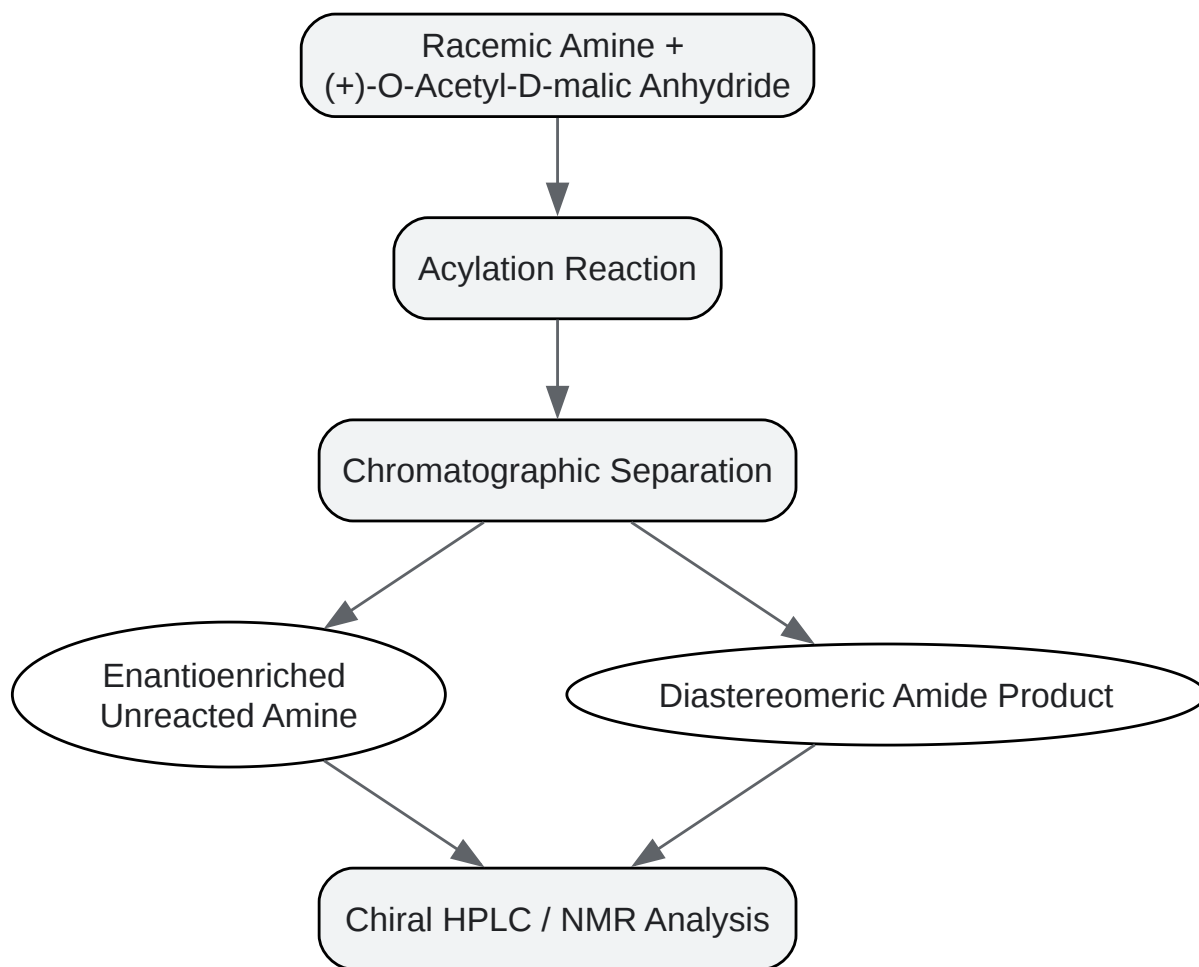 Racemic Amine +
(+)-O-Acetyl-D-malic Anhydride
Acylation Reaction
Chromatographic Separation
Enantioenriched
Unreacted Amine
Diastereomeric Amide Product
Chiral HPLC / NMR Analysis